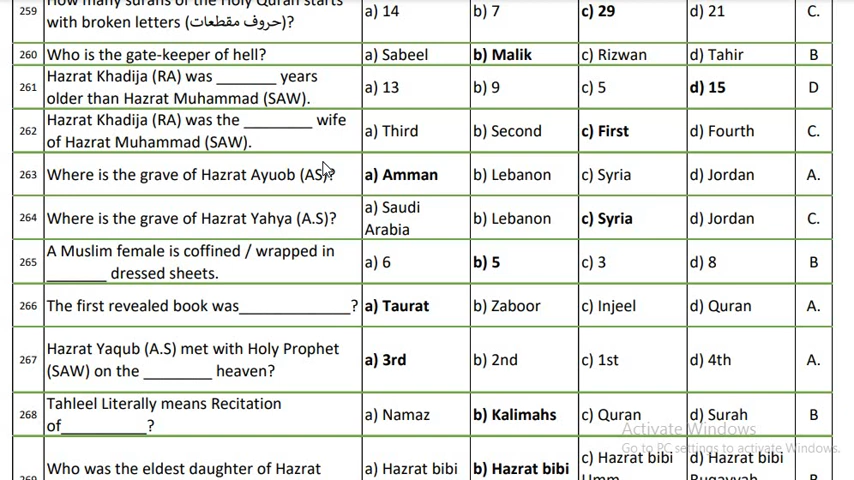 How many surahs of the Holy Quran starts
259 with broken letters (حروف مقطعات)? a) 14 b) 7 c) 29 d) 21 C.
260 Who is the gate-keeper of hell? a) Sabeel b) Malik c) Rizwan d) Tahir B
Hazrat Khadija (RA) was _______ years
261 older than Hazrat Muhammad (SAW). a) 13 b) 9 c) 5 d) 15 D
Hazrat Khadija (RA) was the ________ wife
262 of Hazrat Muhammad (SAW). a) Third b) Second c) First d) Fourth C.
263 Where is the grave of Hazrat Ayuob (AS)? a) Amman b) Lebanon c) Syria d) Jordan A.
264 Where is the grave of Hazrat Yahya (A.S)? a) Saudi Arabia b) Lebanon c) Syria d) Jordan C.
A Muslim female is coffined / wrapped in
265 _______ dressed sheets. a) 6 b) 5 c) 3 d) 8 B
266 The first revealed book was_____________? a) Taurat b) Zaboor c) Injeel d) Quran A.
Hazrat Yaqub (A.S) met with Holy Prophet
267 (SAW) on the ________ heaven? a) 3rd b) 2nd c) 1st d) 4th A.
Tahleel Literally means Recitation
268 of__________? a) Namaz b) Kalimahs c) Quran d) Surah B
Who was the eldest daughter of Hazrat a) Hazrat bibi b) Hazrat bibi c) Hazrat bibi d) Hazrat bibi
Activate Windows
Go to PC settings to activate Windows.